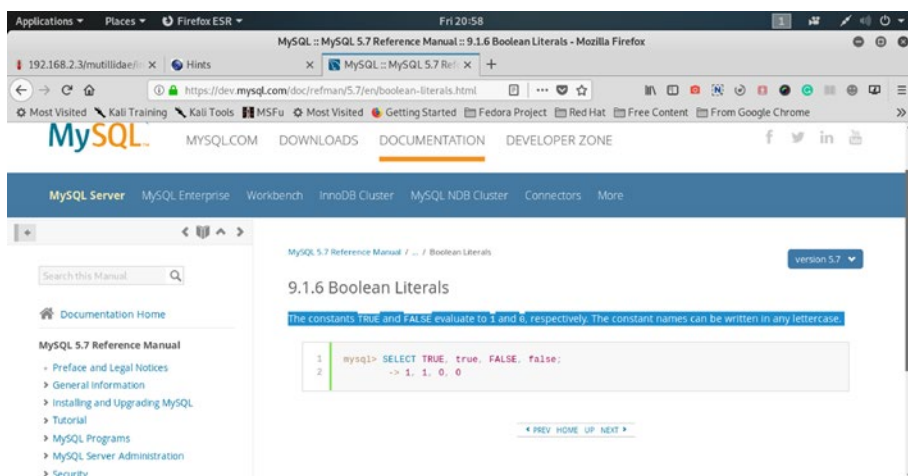 Applications Places Firefox ESR Fri 20:58 1
MySQL :: MySQL 5.7 Reference Manual :: 9.1.6 Boolean Literals - Mozilla Firefox
192.168.2.3/mutillidae/in Hints MySQL :: MySQL 5.7 Ref
https://dev.mysql.com/doc/refman/5.7/en/boolean-literals.html
Most Visited Kali Training Kali Tools MSFu Most Visited Getting Started Fedora Project Red Hat Free Content From Google Chrome
MySQL MYSQL.COM DOWNLOADS DOCUMENTATION DEVELOPER ZONE
MySQL Server MySQL Enterprise Workbench InnoDB Cluster MySQL NDB Cluster Connectors More
MySQL 5.7 Reference Manual / ... / Boolean Literals
version 5.7
Search this Manual
Documentation Home
MySQL 5.7 Reference Manual
Preface and Legal Notices
General Information
Installing and Upgrading MySQL
Tutorial
MySQL Programs
MySQL Server Administration
Security
9.1.6 Boolean Literals
The constants TRUE and FALSE evaluate to 1 and 0, respectively. The constant names can be written in any lettercase.
1 mysql> SELECT TRUE, true, FALSE, false;
2 -> 1, 1, 0, 0
PREV HOME UP NEXT